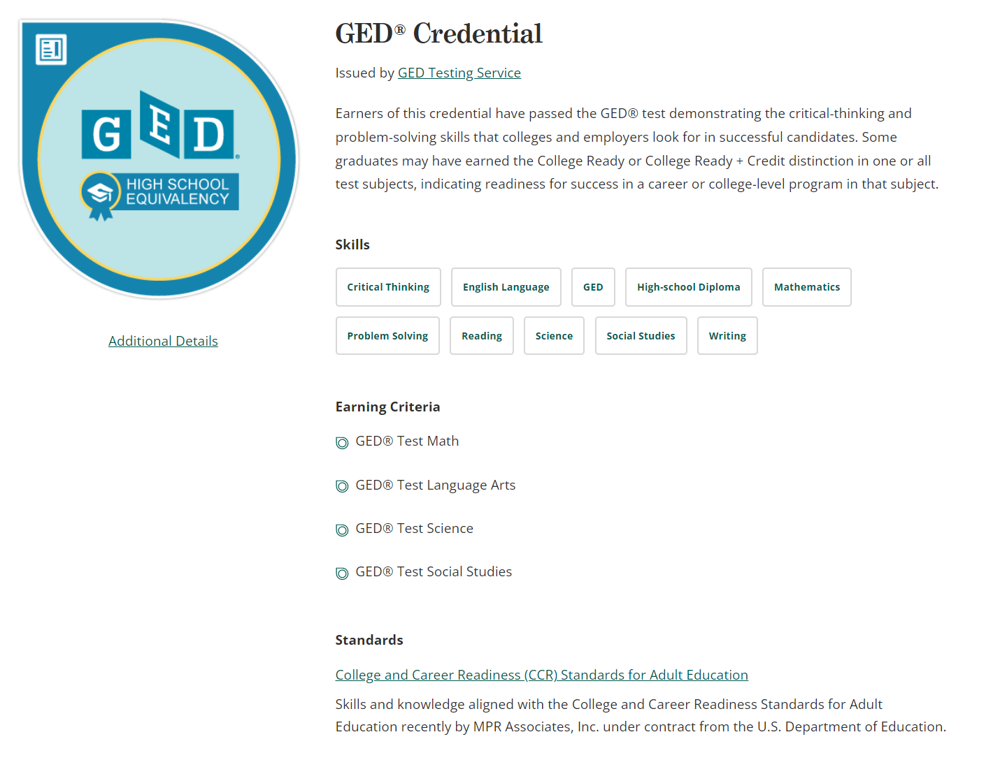 GED®
HIGH SCHOOL
EQUIVALENCY
Additional Details
GED® Credential
Issued by GED Testing Service
Earners of this credential have passed the GED® test demonstrating the critical-thinking and
problem-solving skills that colleges and employers look for in successful candidates. Some
graduates may have earned the College Ready or College Ready + Credit distinction in one or all
test subjects, indicating readiness for success in a career or college-level program in that subject.
Skills
Critical Thinking English Language GED High-school Diploma Mathematics
Problem Solving Reading Science Social Studies Writing
Earning Criteria
GED® Test Math
GED® Test Language Arts
GED® Test Science
GED® Test Social Studies
Standards
College and Career Readiness (CCR) Standards for Adult Education
Skills and knowledge aligned with the College and Career Readiness Standards for Adult
Education recently by MPR Associates, Inc. under contract from the U.S. Department of Education.